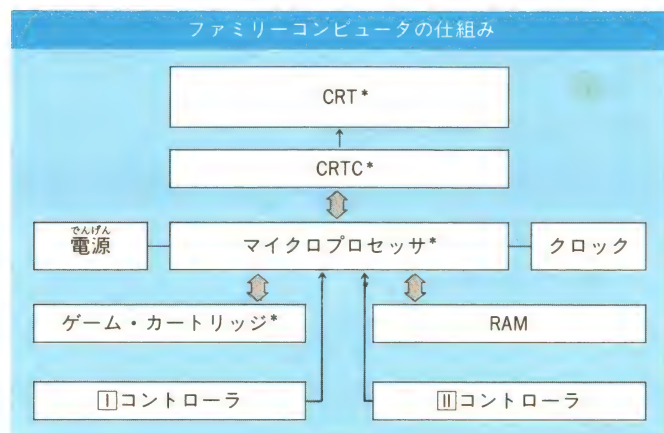 ファミリーコンピュータの仕組み
CRT*
CRTC*
でんげん
電源
マイクロプロセッサ*
クロック
ゲーム・カートリッジ*
RAM
Ⅰコントローラ
Ⅱコントローラ